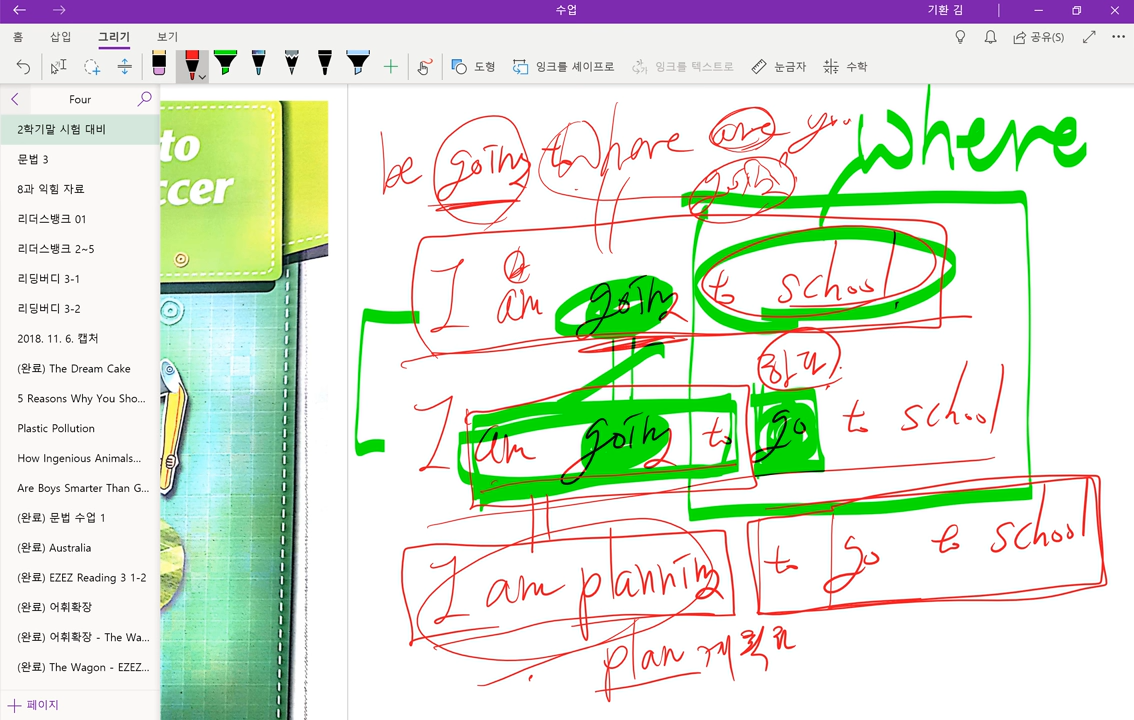 수업
기환 김
홈 삽입 그리기 보기
공유(S)
도형 잉크를 셰이프로 잉크를 텍스트로 눈금자 수학
Four
2학기말 시험 대비
문법 3
8과 익힘 자료
리더스뱅크 01
리더스뱅크 2~5
리딩버디 3-1
리딩버디 3-2
2018. 11. 6. 캡처
(완료) The Dream Cake
5 Reasons Why You Sho...
Plastic Pollution
How Ingenious Animals...
Are Boys Smarter Than G...
(완료) 문법 수업 1
(완료) Australia
(완료) EZEZ Reading 3 1-2
(완료) 어휘확장
(완료) 어휘확장 - The Wa...
(완료) The Wagon - EZEZ...
페이지
to
ccer
be going to where are you
going
where
I am going to school
하다
I am going to go to school
I am planning to go to school
plan 계획